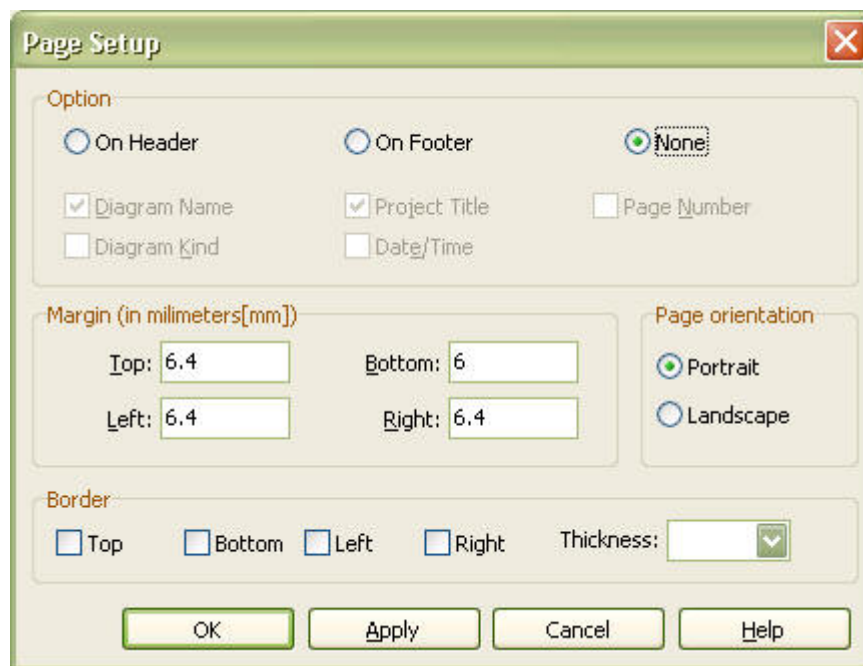 Page Setup
Option
On Header On Footer None
Diagram Name Project Title Page Number
Diagram Kind Date/Time
Margin (in milimeters[mm]) Page orientation
Top: 6.4 Bottom: 6 Portrait
Left: 6.4 Right: 6.4 Landscape
Border
Top Bottom Left Right Thickness:
OK Apply Cancel Help